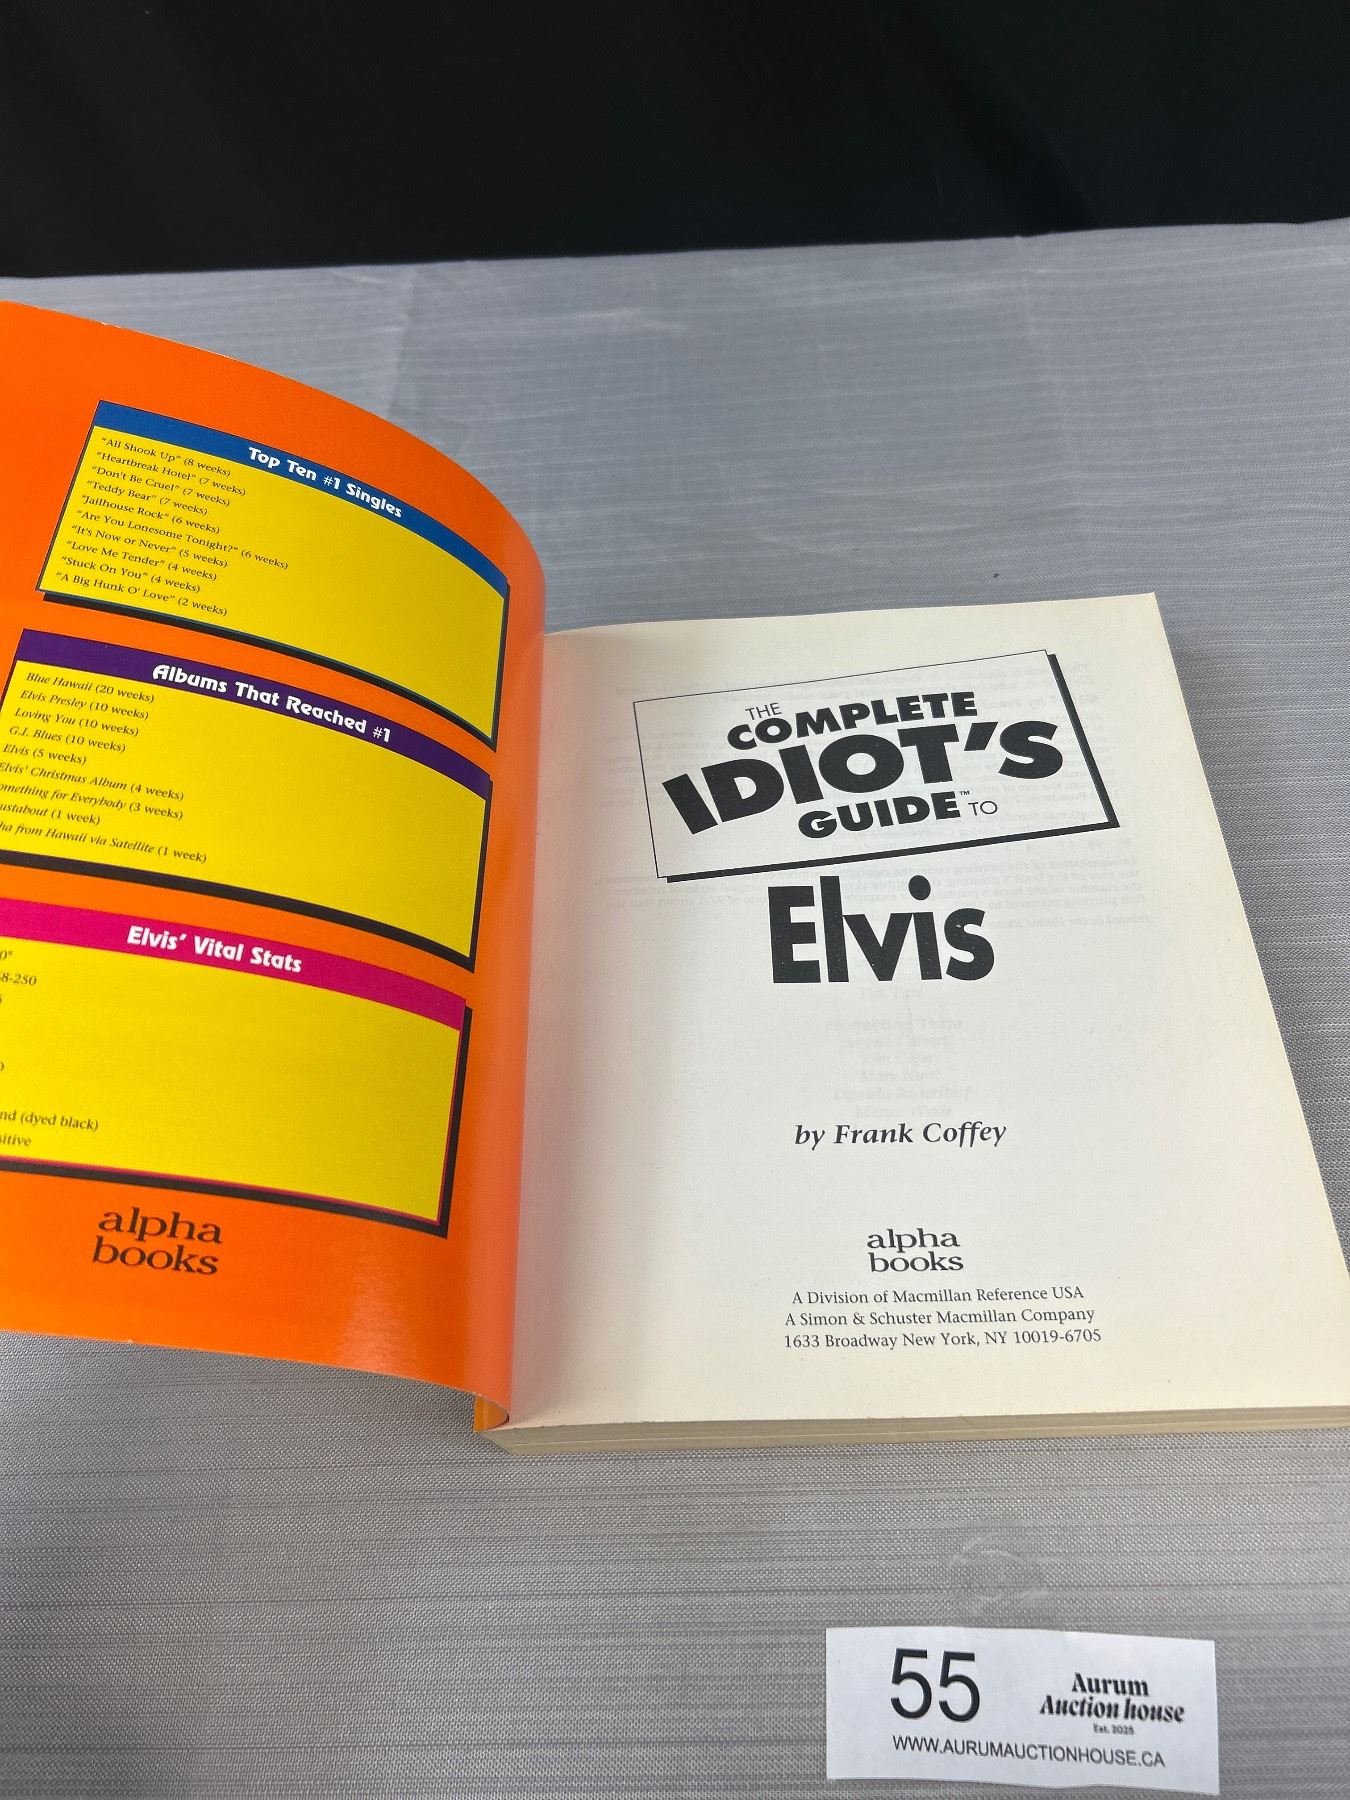 Top Ten #1 Singles
"All Shook Up" (8 weeks)
"Heartbreak Hotel" (7 weeks)
"Don't Be Cruel" (7 weeks)
"Teddy Bear" (7 weeks)
"Jailhouse Rock" (6 weeks)
"Are You Lonesome Tonight?" (6 weeks)
"It's Now or Never" (5 weeks)
"Love Me Tender" (4 weeks)
"Stuck On You" (4 weeks)
"A Big Hunk O' Love" (2 weeks)
Albums That Reached #1
Blue Hawaii (20 weeks)
Elvis Presley (10 weeks)
Loving You (10 weeks)
G.I. Blues (10 weeks)
Elvis (5 weeks)
Elvis' Christmas Album (4 weeks)
for Everybody (3 weeks)
(1 week)
from Hawaii via Satellite (1 week)
Elvis' Vital Stats
(dyed black)
alpha
books
THE
COMPLETE
IDIOT'S
GUIDE™ TO
Elvis
by Frank Coffey
alpha
books
A Division of Macmillan Reference USA
A Simon & Schuster Macmillan Company
1633 Broadway New York, NY 10019-6705
55
Aurum
Auction house
Est. 2025
WWW.AURUMAUCTIONHOUSE.CA